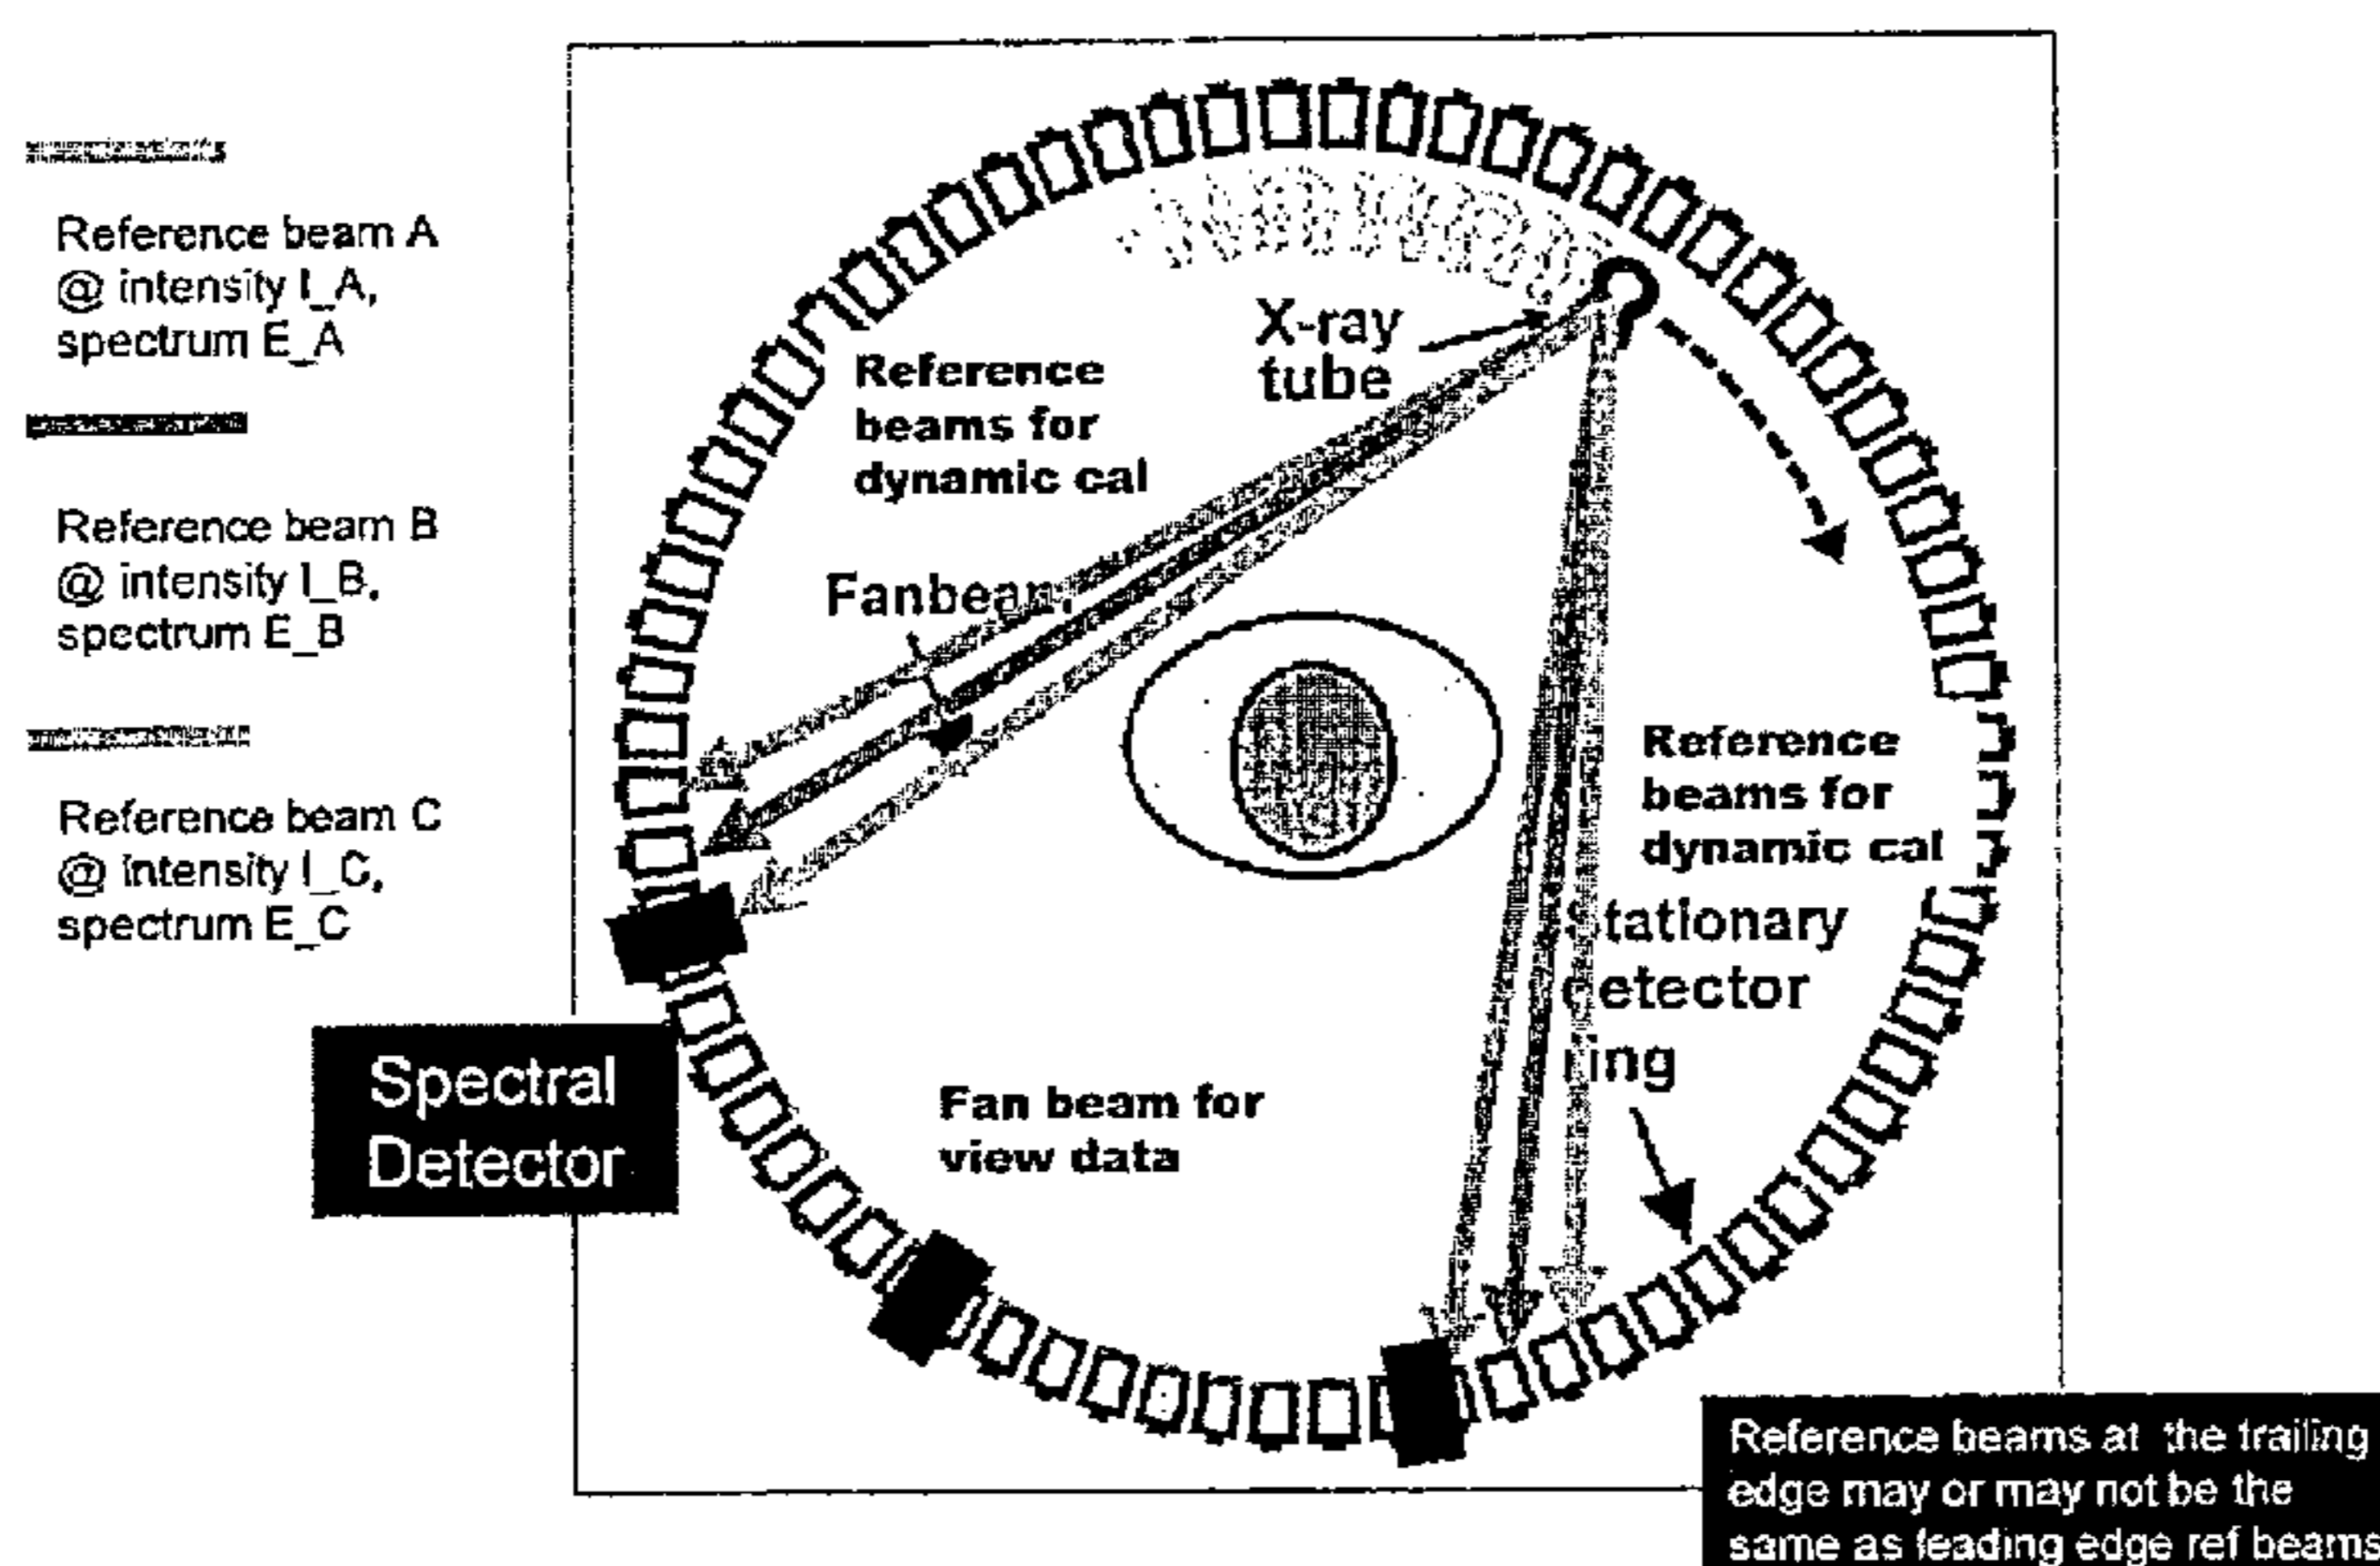 Reference beam A
@ intensity I_A,
spectrum E_A
Reference beam B
@ intensity I_B,
spectrum E_B
Reference beam C
@ intensity I_C,
spectrum E_C
X-ray
tube
Reference
beams for
dynamic cal
Fanbeam
Reference
beams for
dynamic cal
Stationary
detector
ring
Spectral
Detector
Fan beam for
view data
Reference beams at the trailing
edge may or may not be the
same as leading edge ref beams